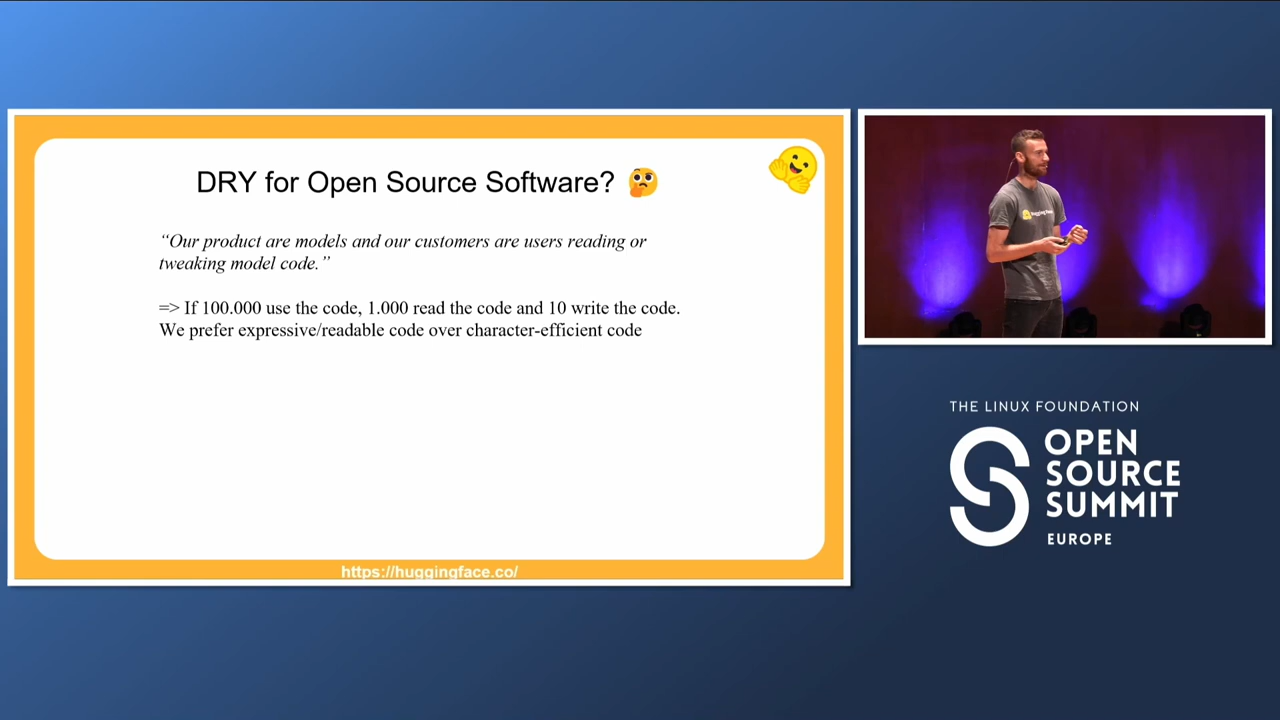 DRY for Open Source Software?
“Our product are models and our customers are users reading or
tweaking model code.”
=> If 100.000 use the code, 1.000 read the code and 10 write the code.
We prefer expressive/readable code over character-efficient code
https://huggingface.co/
Hugging Face
THE LINUX FOUNDATION
OPEN
SOURCE
SUMMIT
EUROPE